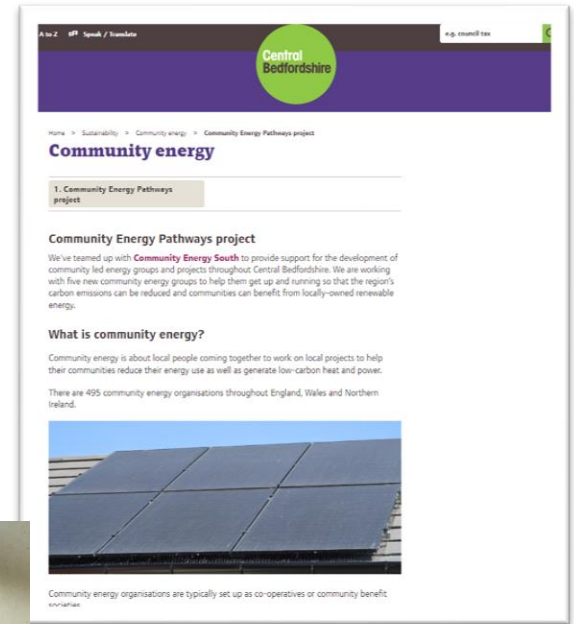 A to Z Speak / Translate
e.g. council tax
Central
Bedfordshire
Home > Sustainability > Community energy > Community Energy Pathways project
Community energy
1. Community Energy Pathways
project
Community Energy Pathways project
We've teamed up with Community Energy South to provide support for the development of
community led energy groups and projects throughout Central Bedfordshire. We are working
with five new community energy groups to help them get up and running so that the region's
carbon emissions can be reduced and communities can benefit from locally-owned renewable
energy.
What is community energy?
Community energy is about local people coming together to work on local projects to help
their communities reduce their energy use as well as generate low-carbon heat and power.
There are 495 community energy organisations throughout England, Wales and Northern
Ireland.
Community energy organisations are typically set up as co-operatives or community benefit
societies